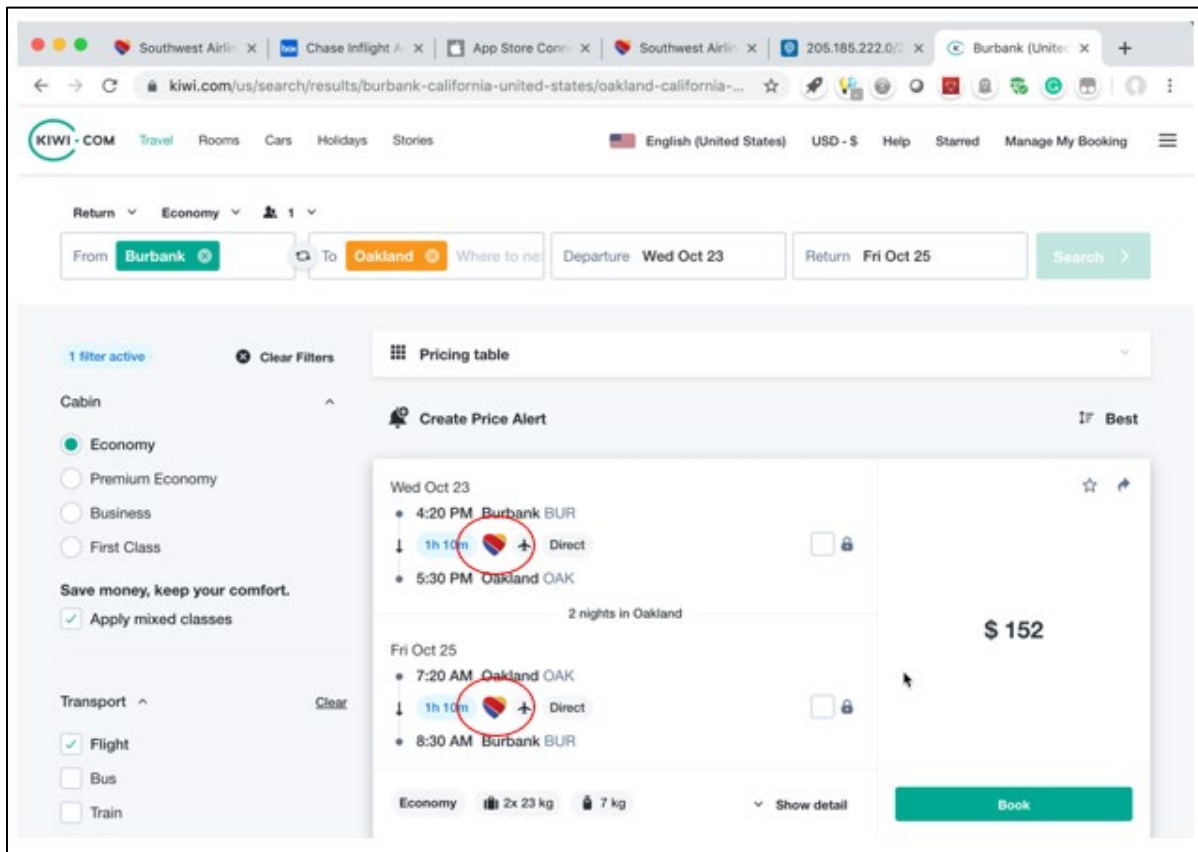 Southwest Airlin Chase Inflight A App Store Conn Southwest Airlin 205.185.222.0/2 Burbank (United
kiwi.com/us/search/results/burbank-california-united-states/oakland-california-...
KIWI.COM Travel Rooms Cars Holidays Stories English (United States) USD - $ Help Starred Manage My Booking
Return Economy 1
From Burbank To Oakland Where to ne Departure Wed Oct 23 Return Fri Oct 25 Search
1 filter active Clear Filters Pricing table
Cabin
Create Price Alert Best
Economy
Premium Economy
Business
First Class
Save money, keep your comfort.
Apply mixed classes
Transport Clear
Flight
Bus
Train
Wed Oct 23
4:20 PM Burbank BUR
1h 10m Direct
5:30 PM Oakland OAK
2 nights in Oakland
Fri Oct 25
7:20 AM Oakland OAK
1h 10m Direct
8:30 AM Burbank BUR
Economy 2x 23 kg 7 kg Show detail
$ 152
Book